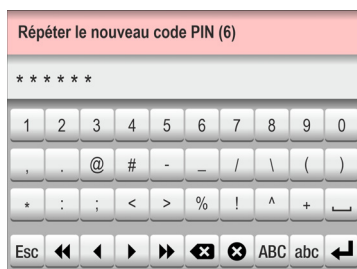 Répéter le nouveau code PIN (6)
* * * * * *
1 2 3 4 5 6 7 8 9 0
, . @ # - _ / \ ( )
* : ; < > % ! ^ +
Esc ABC abc